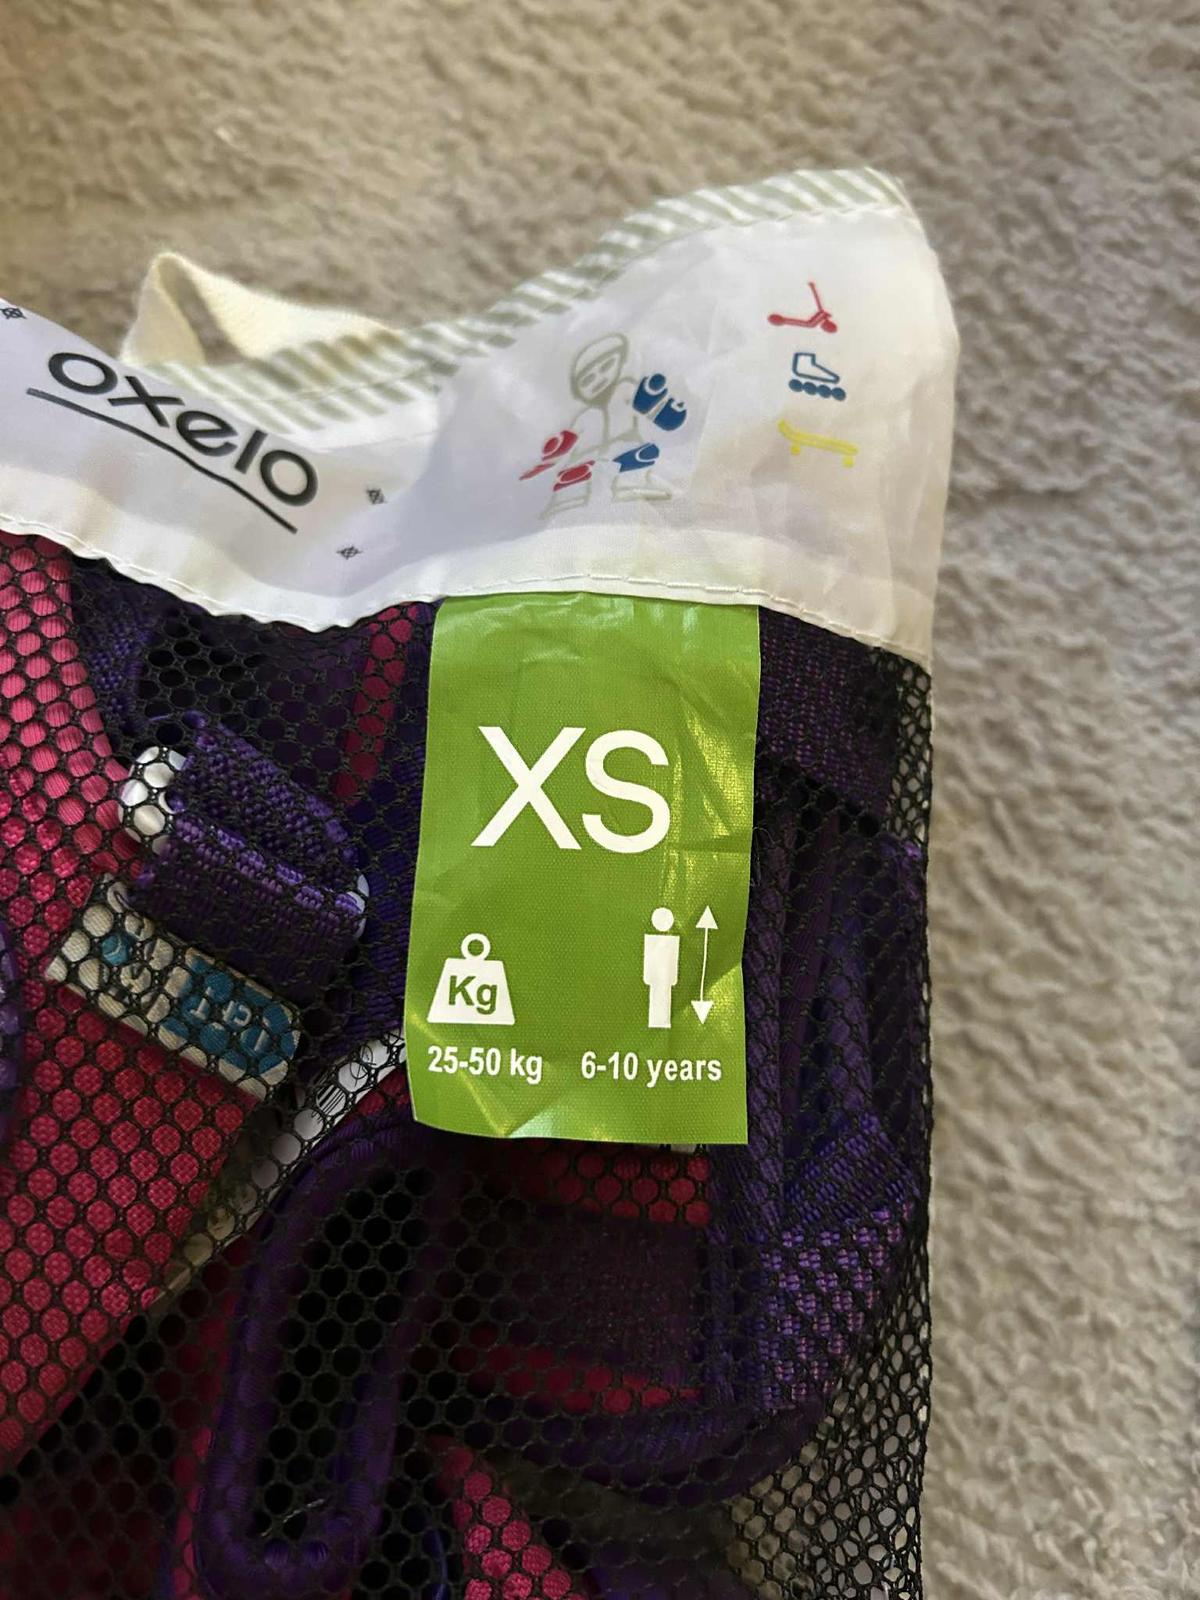 oxelo
XS
Kg
25-50 kg 6-10 years